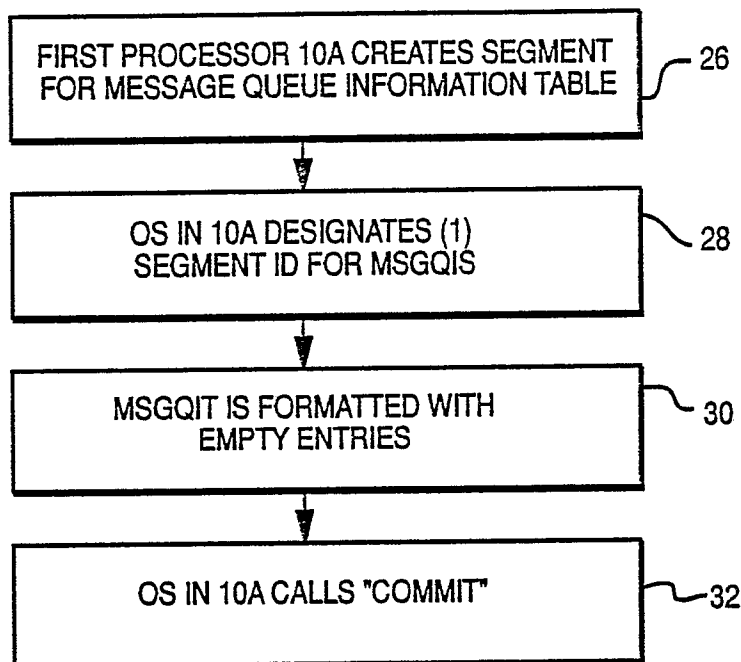 FIRST PROCESSOR 10A CREATES SEGMENT
FOR MESSAGE QUEUE INFORMATION TABLE
26
OS IN 10A DESIGNATES (1)
SEGMENT ID FOR MSGQIS
28
MSGQIT IS FORMATTED WITH
EMPTY ENTRIES
30
OS IN 10A CALLS "COMMIT"
32